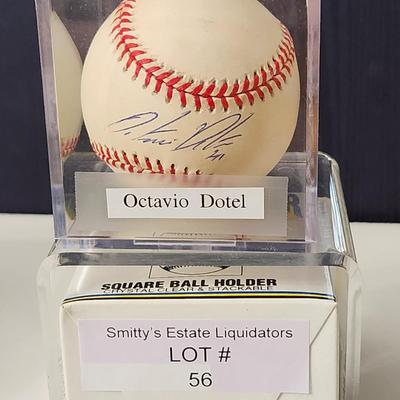 Octavio Dotel
SQUARE BALL HOLDER
CRYSTAL CLEAR & STACKABLE
Smitty's Estate Liquidators
LOT #
56